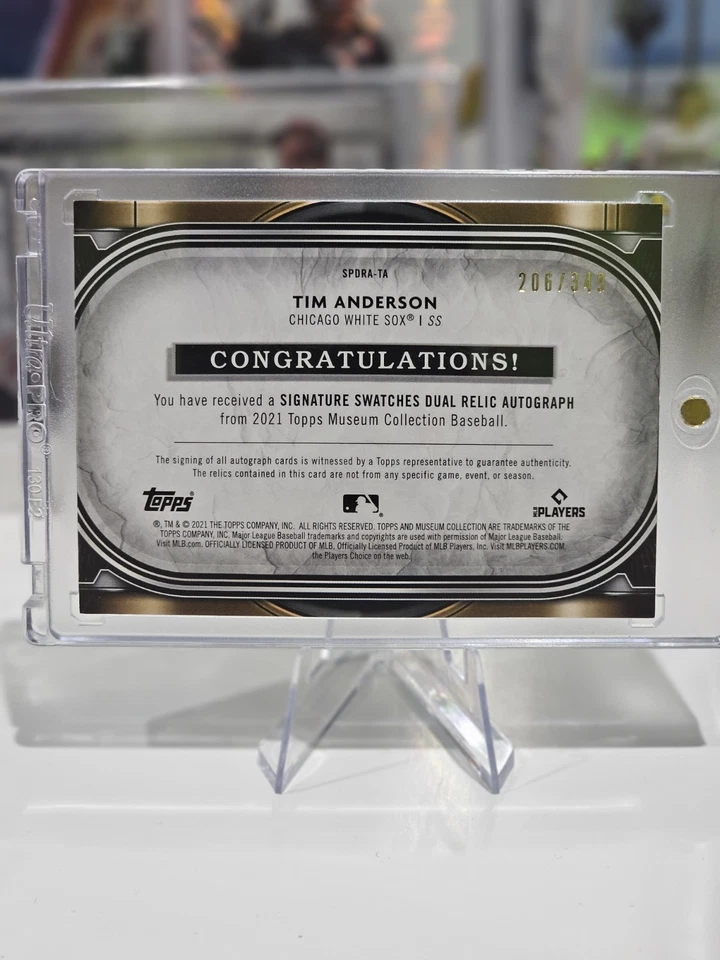 SPDRA-TA
TIM ANDERSON
CHICAGO WHITE SOX® | SS
CONGRATULATIONS!
You have received a SIGNATURE SWATCHES DUAL RELIC AUTOGRAPH
from 2021 Topps Museum Collection Baseball.
The signing of all autograph cards is witnessed by a Topps representative to guarantee authenticity.
The relics contained in this card are not from any specific game, event, or season.
topps®
MLB PLAYERS
®, TM & © 2021 THE TOPPS COMPANY, INC. ALL RIGHTS RESERVED. TOPPS AND MUSEUM COLLECTION ARE TRADEMARKS OF THE
TOPPS COMPANY, INC. Major League Baseball trademarks and copyrights are used with permission of Major League Baseball.
Visit MLB.com. OFFICIALLY LICENSED PRODUCT OF MLB, Officially Licensed Product of MLB Players, Inc. Visit MLBPLAYERS.COM,
the Players Choice on the web.
Ultra•PRO®